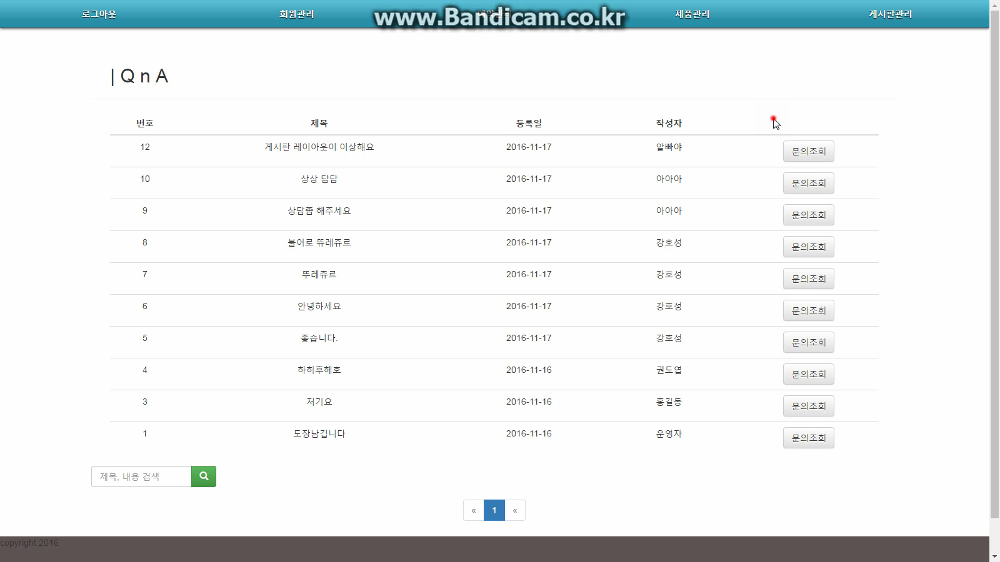 로그아웃 회원관리 www.Bandicam.co.kr 제품관리 게시판관리
| Q n A
번호 제목 등록일 작성자
12 게시판 레이아웃이 이상해요 2016-11-17 알빠야 문의조회
10 상상 담담 2016-11-17 아아아 문의조회
9 상담좀 해주세요 2016-11-17 아아아 문의조회
8 불어로 뜌레쥬르 2016-11-17 강호성 문의조회
7 뚜레쥬르 2016-11-17 강호성 문의조회
6 안녕하세요 2016-11-17 강호성 문의조회
5 좋습니다. 2016-11-17 강호성 문의조회
4 하히후헤호 2016-11-16 권도엽 문의조회
3 저기요 2016-11-16 홍길동 문의조회
1 도장남깁니다 2016-11-16 운영자 문의조회
제목, 내용 검색
« 1 «
copyright 2016